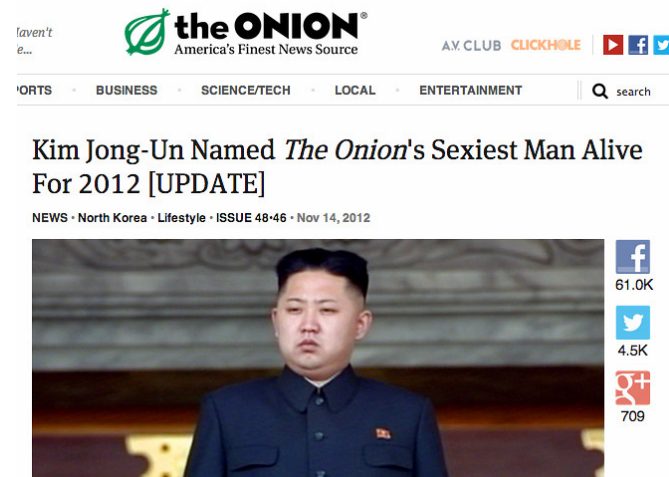 the ONION®
America's Finest News Source
A.V. CLUB CLICKHOLE
BUSINESS • SCIENCE/TECH • LOCAL • ENTERTAINMENT
search
Kim Jong-Un Named The Onion's Sexiest Man Alive
For 2012 [UPDATE]
NEWS • North Korea • Lifestyle • ISSUE 48•46 • Nov 14, 2012
f
61.0K
4.5K
g+
709